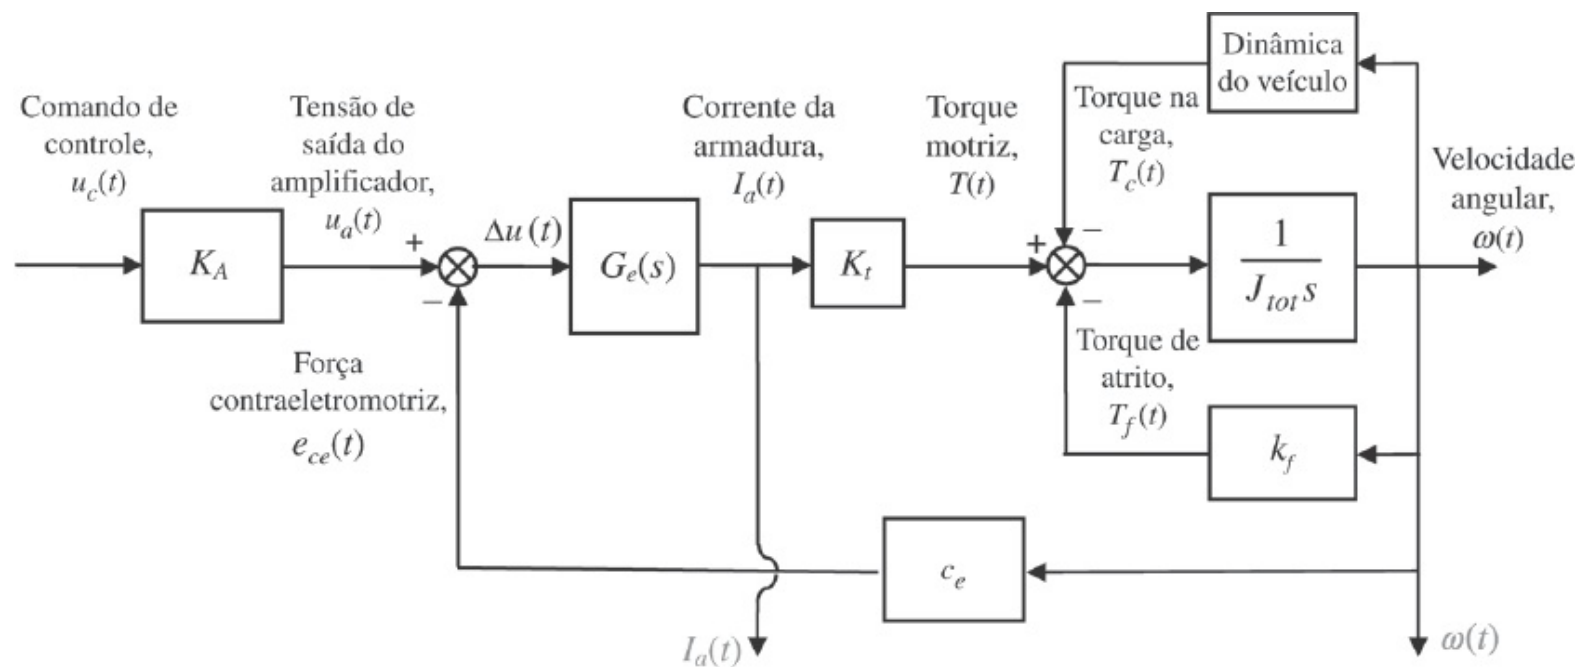 Comando de
controle,
u_c(t)
K_A
Tensão de
saída do
amplificador,
u_a(t)
+
−
Δu (t)
G_e(s)
Força
contraeletromotriz,
e_ce(t)
Corrente da
armadura,
I_a(t)
K_t
Torque
motriz,
T(t)
+
−
−
Torque na
carga,
T_c(t)
Dinâmica
do veículo
1
J_tot s
Velocidade
angular,
ω(t)
Torque de
atrito,
T_f(t)
k_f
c_e
I_a(t)
ω(t)